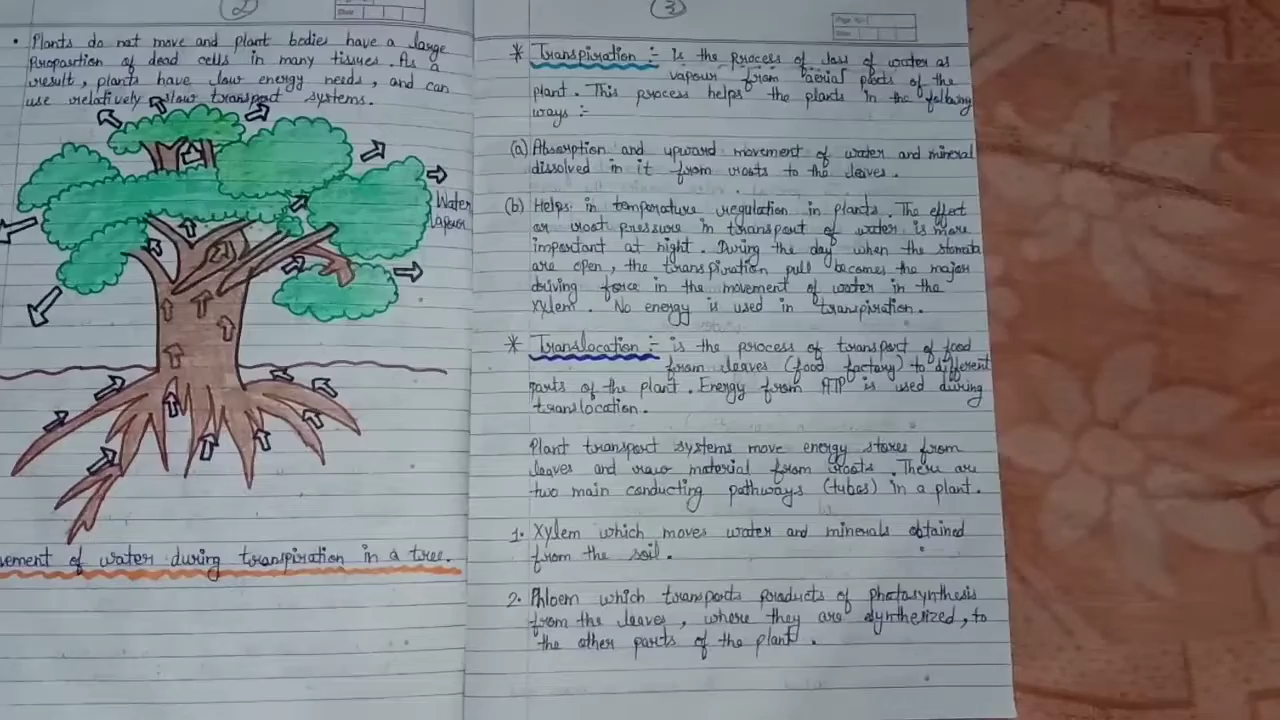 2
• Plants do not move and plant bodies have a large
Proportion of dead cells in many tissues. As a
result, plants have low energy needs, and can
use relatively slow transport systems.
Water
vapour
vement of water during transpiration in a tree.
3
* Transpiration :- is the process of loss of water as
vapour from aerial parts of the
plant. This process helps the plants in the following
ways :-
(a) Absorption and upward movement of water and mineral
dissolved in it from roots to the leaves.
(b) Helps in temperature regulation in plants. The effect
on root pressure in transport of water is more
important at night. During the day when the stomata
are open, the transpiration pull becomes the major
driving force in the movement of water in the
xylem. No energy is used in transpiration.
* Translocation :- is the process of transport of food
from leaves (food factory) to different
parts of the plant. Energy from ATP is used during
translocation.
Plant transport systems move energy stores from
leaves and raw material from roots. There are
two main conducting pathways (tubes) in a plant.
1. Xylem which moves water and minerals obtained
from the soil.
2. Phloem which transports products of photosynthesis
from the leaves, where they are synthesized, to
the other parts of the plant.